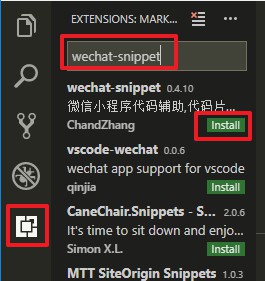 EXTENSIONS: MARK...
wechat-snippet
wechat-snippet 0.4.10
微信小程序代码辅助,代码片...
ChandZhang Install
vscode-wechat 0.0.6
wechat app support for vscode
qinjia Install
CaneChair.Snippets - S... 2.0.6
It's time to sit down and enjo...
Simon X.L. Install
MTT SiteOrigin Snippets 1.0.3